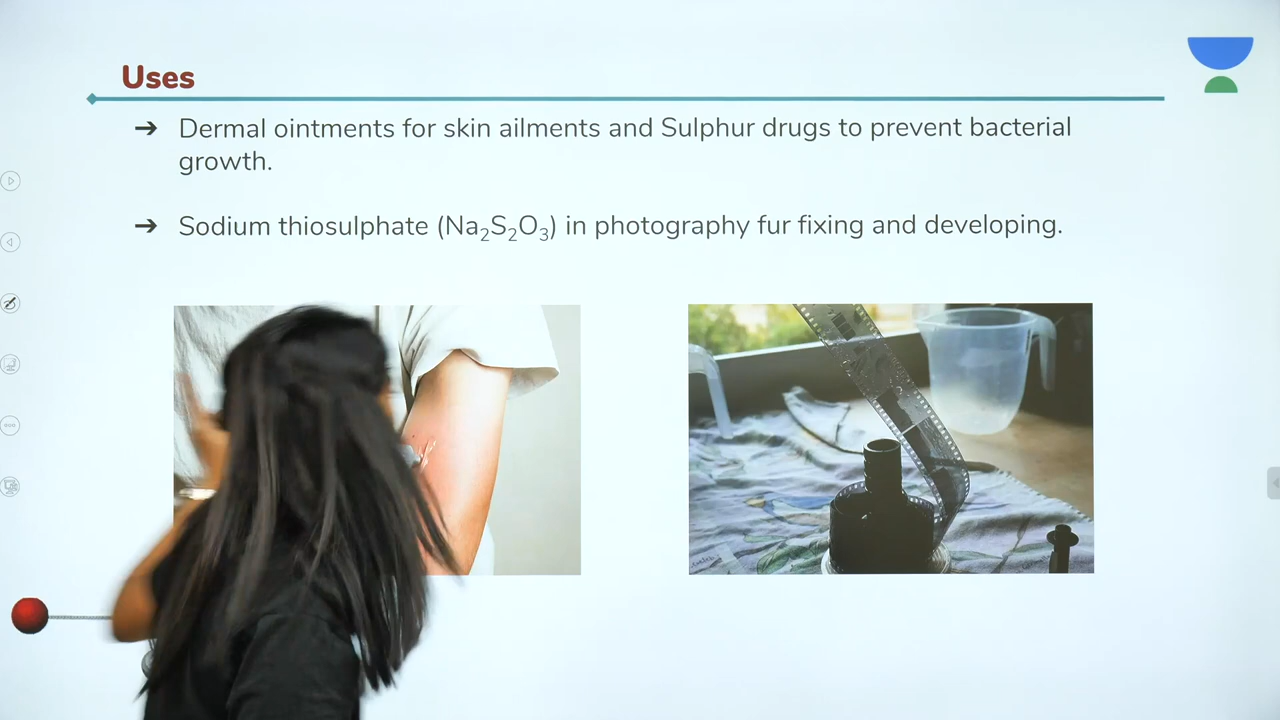 Uses
➔ Dermal ointments for skin ailments and Sulphur drugs to prevent bacterial
growth.
➔ Sodium thiosulphate (Na₂S₂O₃) in photography fur fixing and developing.